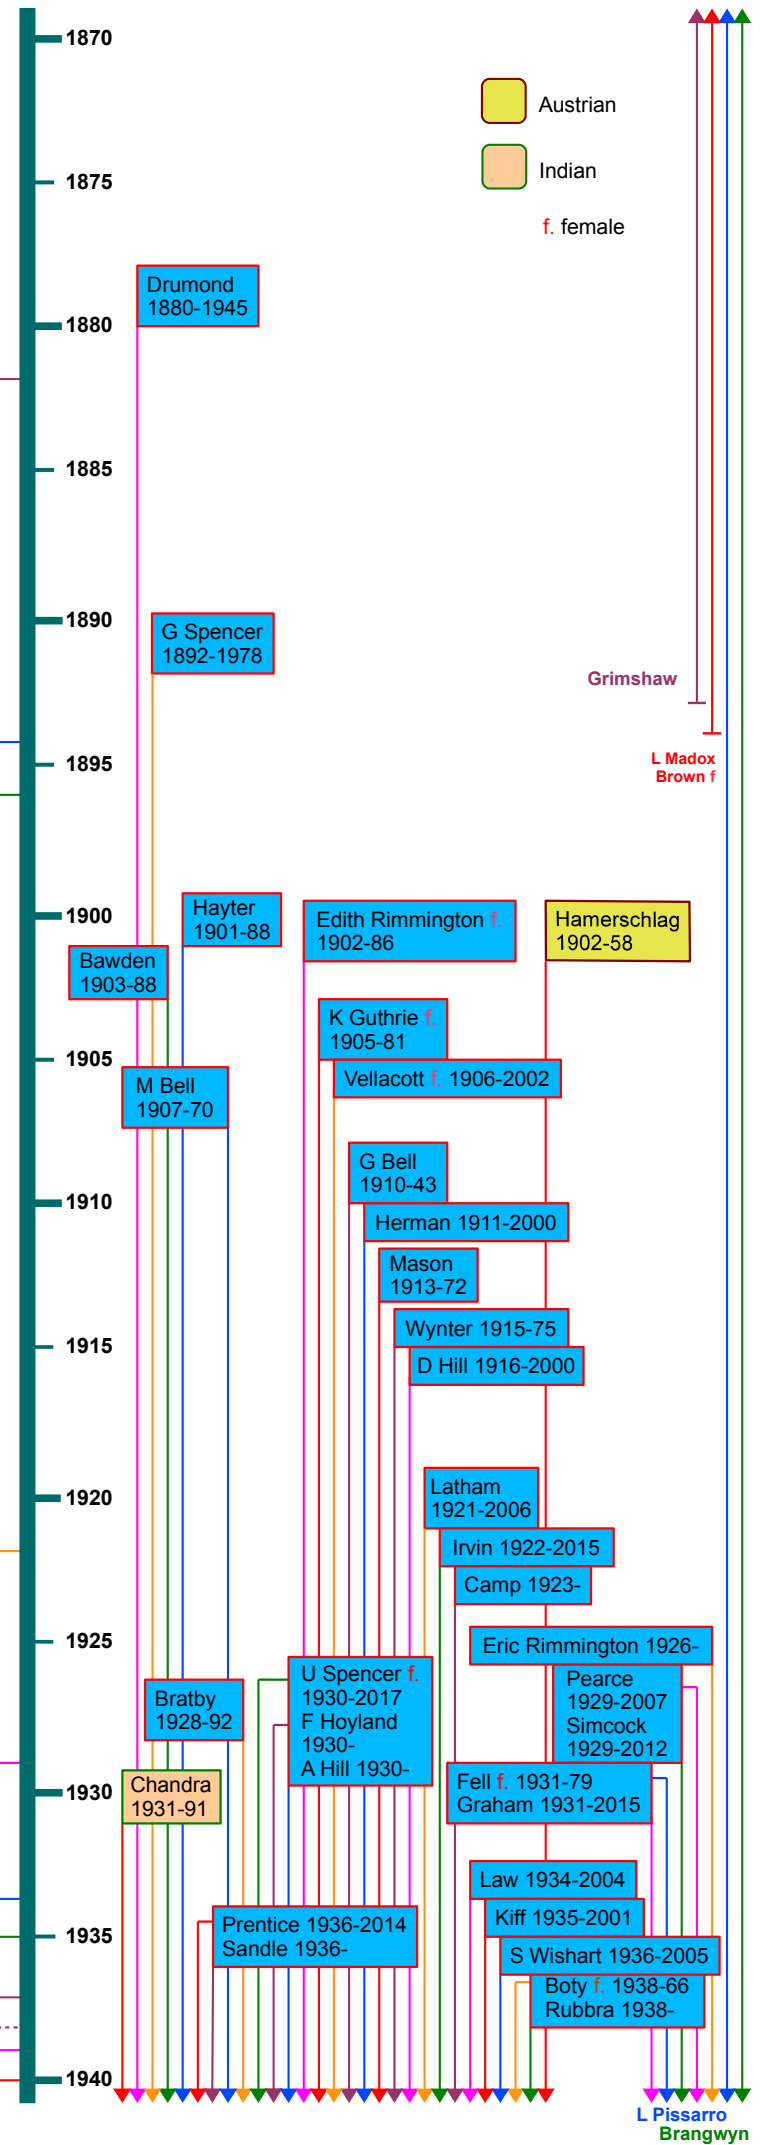 1870
Austrian
Indian
1875
f. female
Drumond
1880-1945
1880
1885
1890
G Spencer
1892-1978
Grimshaw
L Madox
Brown f
1895
1900
Hayter
1901-88
Edith Rimmington f.
1902-86
Hamerschlag
1902-58
Bawden
1903-88
K Guthrie f.
1905-81
1905
Vellacott f. 1906-2002
M Bell
1907-70
G Bell
1910-43
1910
Herman 1911-2000
Mason
1913-72
Wynter 1915-75
1915
D Hill 1916-2000
Latham
1921-2006
1920
Irvin 1922-2015
Camp 1923-
1925
Eric Rimmington 1926-
U Spencer f.
1930-2017
F Hoyland
1930-
A Hill 1930-
Pearce
1929-2007
Simcock
1929-2012
Bratby
1928-92
Chandra
1931-91
1930
Fell f. 1931-79
Graham 1931-2015
Law 1934-2004
Kiff 1935-2001
Prentice 1936-2014
Sandle 1936-
1935
S Wishart 1936-2005
Boty f. 1938-66
Rubbra 1938-
1940
L Pissarro
Brangwyn